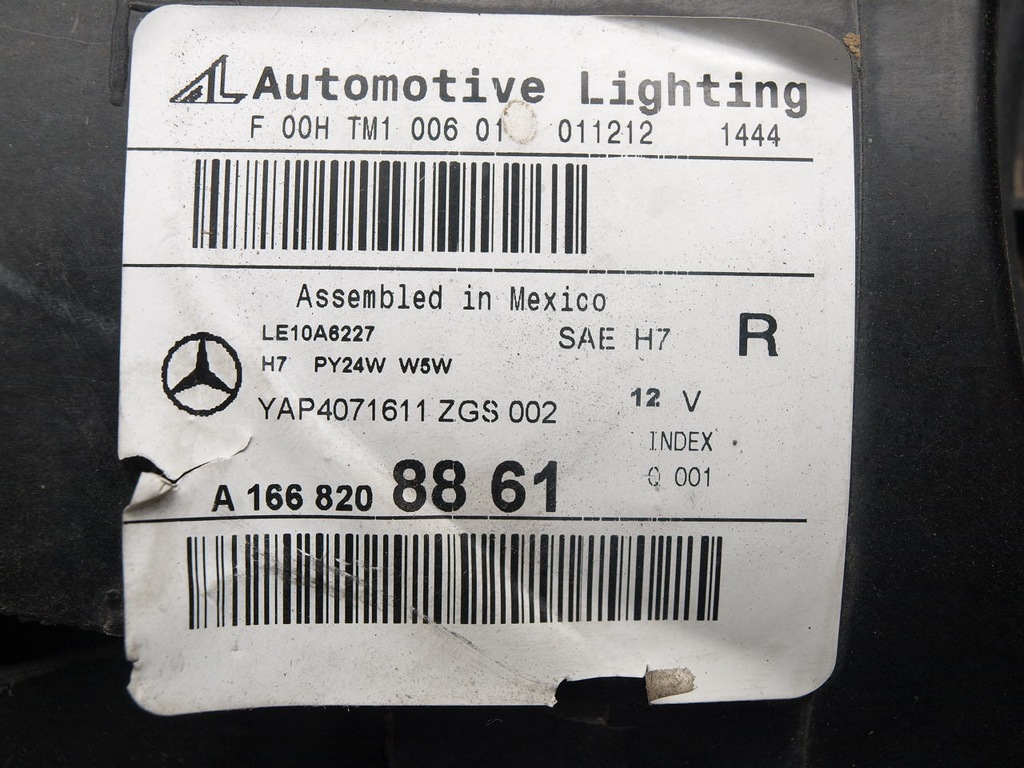 AL Automotive Lighting
F 00H TM1 006 01 011212 1444
Assembled in Mexico
LE10A6227 SAE H7 R
H7 PY24W W5W
YAP4071611 ZGS 002 12 V
INDEX
Q 001
A 166 820 88 61